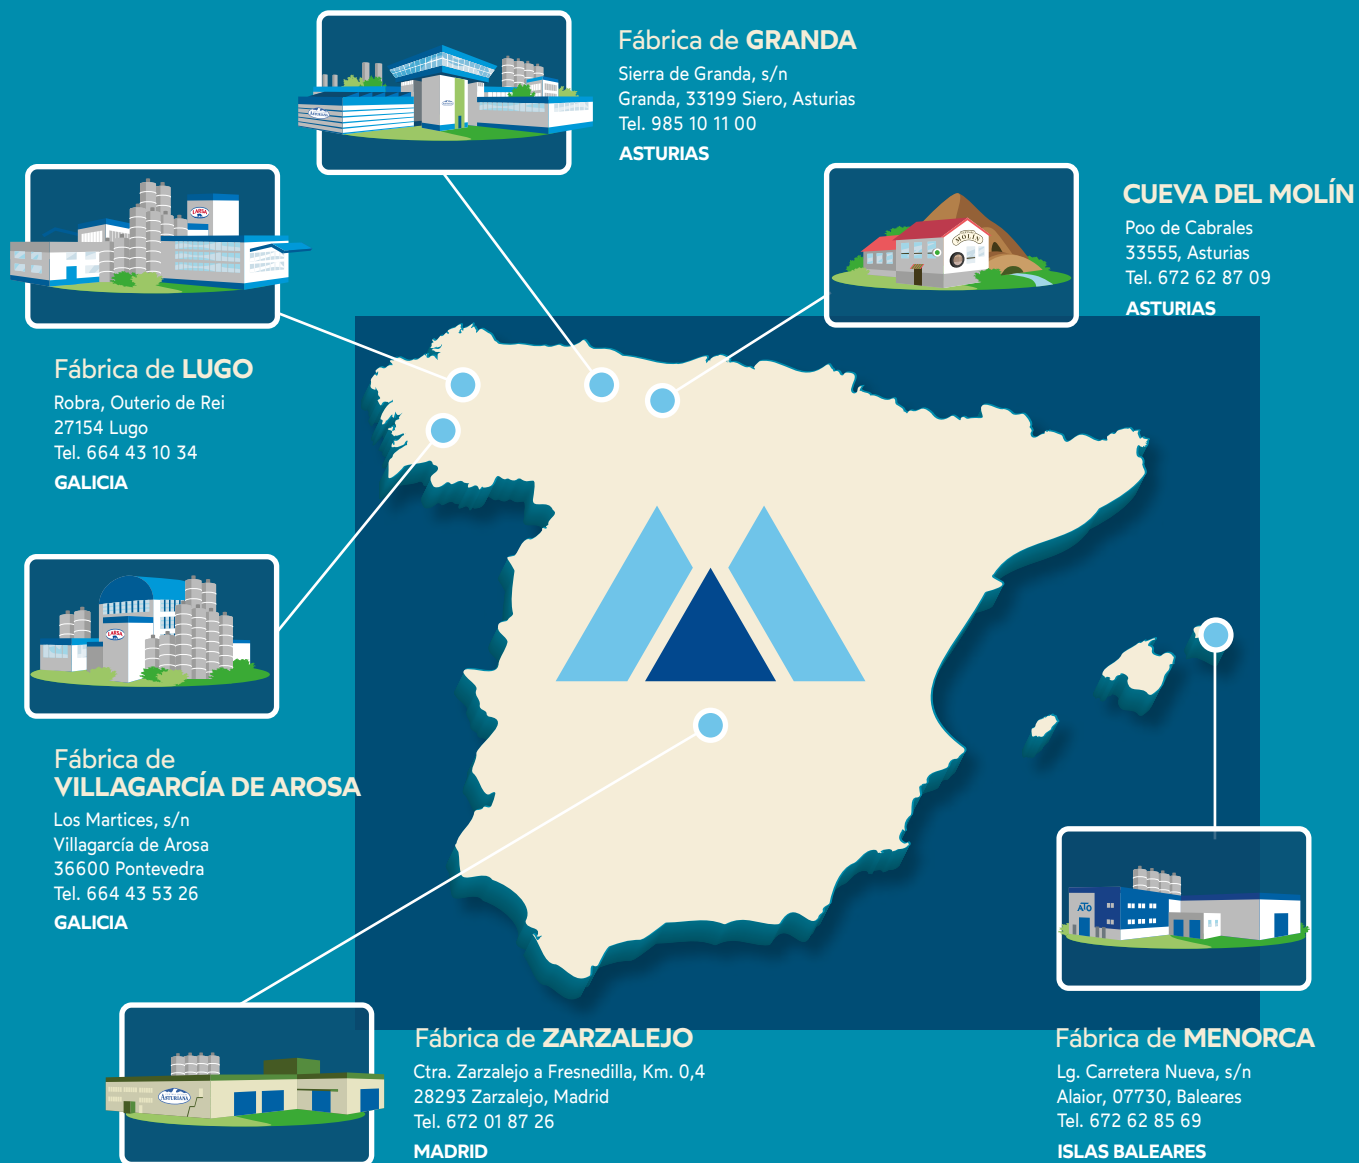 Fábrica de GRANDA
Sierra de Granda, s/n
Granda, 33199 Siero, Asturias
Tel. 985 10 11 00
ASTURIAS
CUEVA DEL MOLÍN
Poo de Cabrales
33555, Asturias
Tel. 672 62 87 09
ASTURIAS
LARSA
MOLÍN
Fábrica de LUGO
Robra, Outerio de Rei
27154 Lugo
Tel. 664 43 10 34
GALICIA
LARSA
Fábrica de
VILLAGARCÍA DE AROSA
Los Martices, s/n
Villagarcía de Arosa
36600 Pontevedra
Tel. 664 43 53 26
GALICIA
ATO
ASTURIANA
Fábrica de ZARZALEJO
Ctra. Zarzalejo a Fresnedilla, Km. 0,4
28293 Zarzalejo, Madrid
Tel. 672 01 87 26
MADRID
Fábrica de MENORCA
Lg. Carretera Nueva, s/n
Alaior, 07730, Baleares
Tel. 672 62 85 69
ISLAS BALEARES